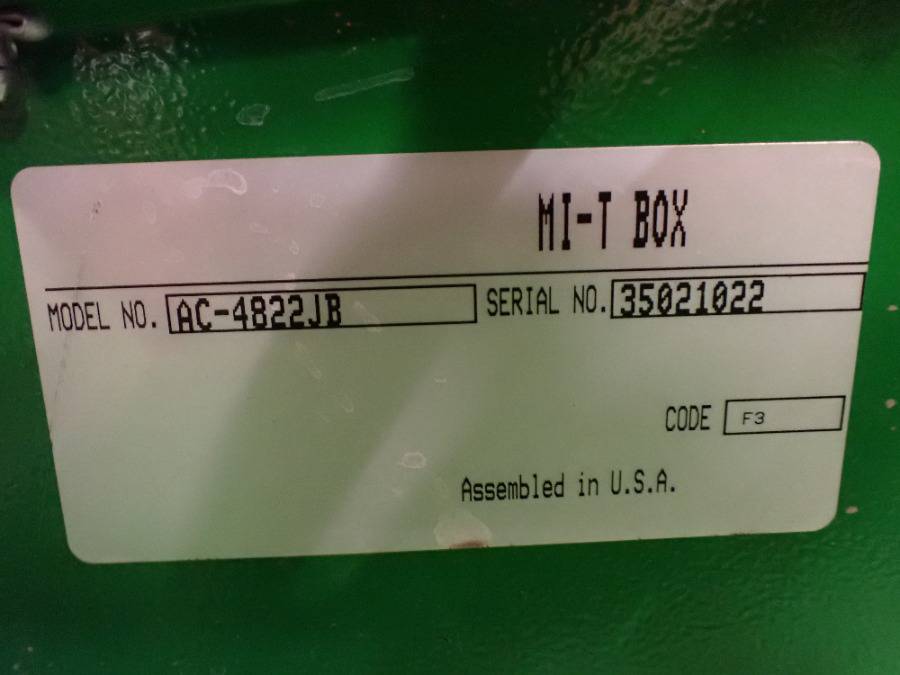 MI-T BOX
MODEL NO. AC-4822JB SERIAL NO. 35021022
CODE F3
Assembled in U.S.A.